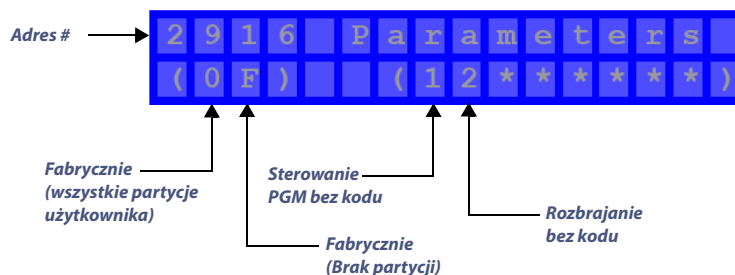 Adres #
2916 Parameters
(0F) (12******)
Fabrycznie
(wszystkie partycje
użytkownika)
Sterowanie
PGM bez kodu
Fabrycznie
(Brak partycji)
Rozbrajanie
bez kodu